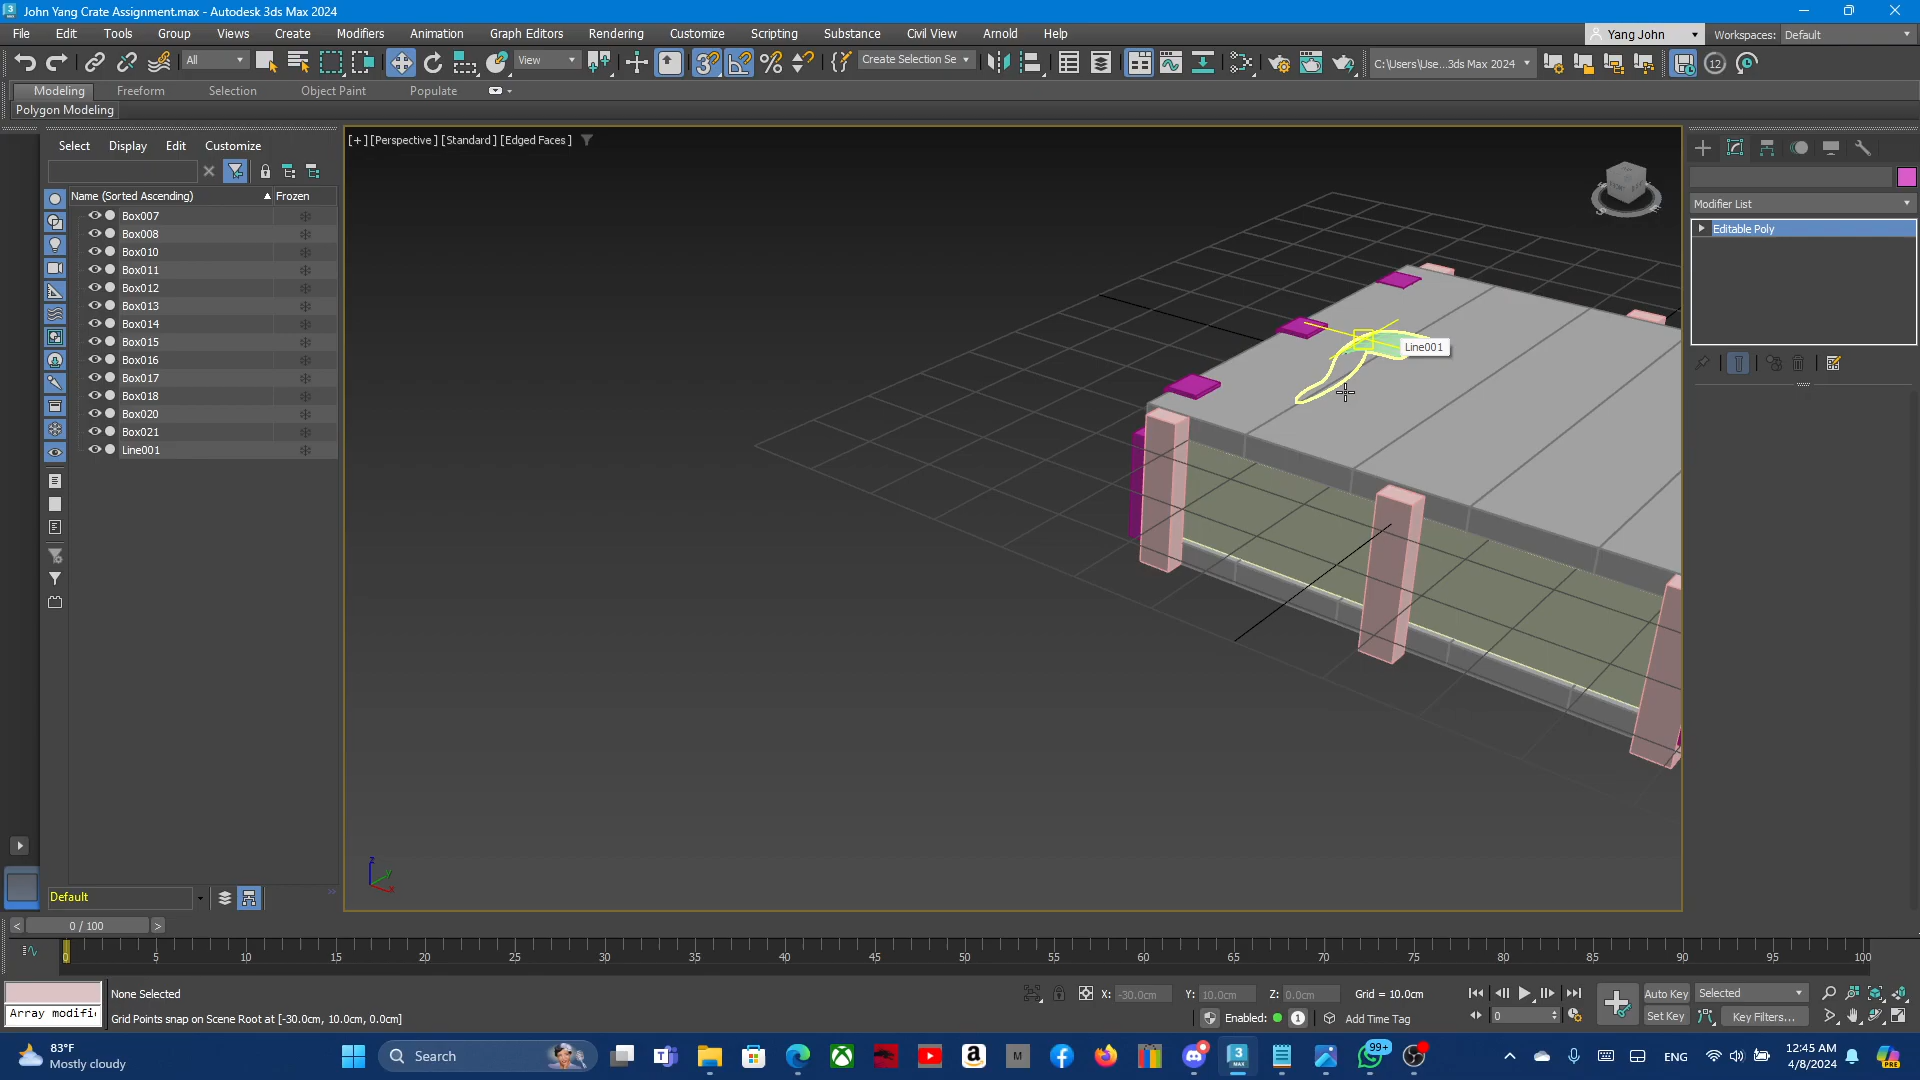 John Yang Crate Assignment.max - Autodesk 3ds Max 2024
File Edit Tools Group Views Create Modifiers Animation Graph Editors Rendering Customize Scripting Substance Civil View Arnold Help
Yang John
Workspaces: Default
All
View
Create Selection Se
C:\Users\Use...3ds Max 2024
12
Modeling Freeform Selection Object Paint Populate
Polygon Modeling
Select Display Edit Customize
Name (Sorted Ascending) Frozen
Box007
Box008
Box010
Box011
Box012
Box013
Box014
Box015
Box016
Box017
Box018
Box020
Box021
Line001
Default
[+] [Perspective] [Standard] [Edged Faces]
Line001
z
y
x
Modifier List
Editable Poly
0 / 100
0 5 10 15 20 25 30 35 40 45 50 55 60 65 70 75 80 85 90 95 100
None Selected
X: -30.0cm Y: 10.0cm Z: 0.0cm Grid = 10.0cm
Auto Key Selected
Array modifi
Grid Points snap on Scene Root at [-30.0cm, 10.0cm, 0.0cm]
Enabled: 1 Add Time Tag
0
Set Key Key Filters...
83°F
Mostly cloudy
Search
99+
ENG
12:45 AM
4/8/2024